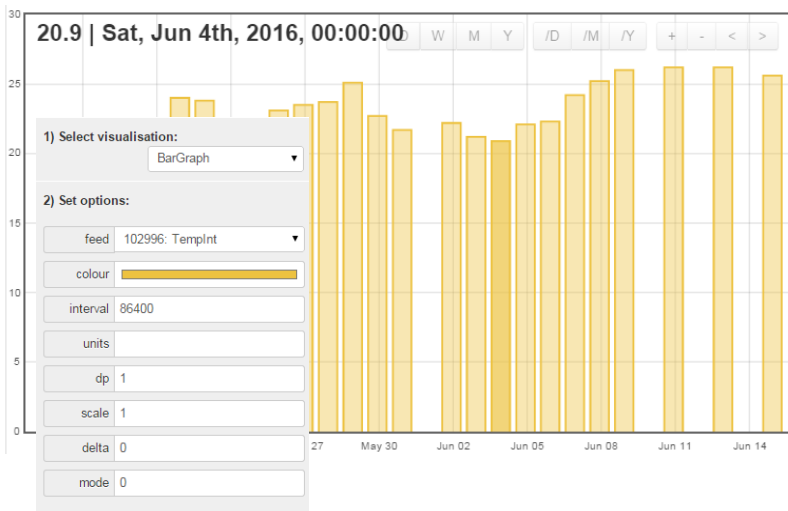 30
20.9 | Sat, Jun 4th, 2016, 00:00:00
D W M Y /D /M /Y + - < >
25
1) Select visualisation:
BarGraph
20
2) Set options:
15
feed 102996: TempInt
colour
10
interval 86400
units
5
dp 1
scale 1
0
27 May 30 Jun 02 Jun 05 Jun 08 Jun 11 Jun 14
delta 0
mode 0